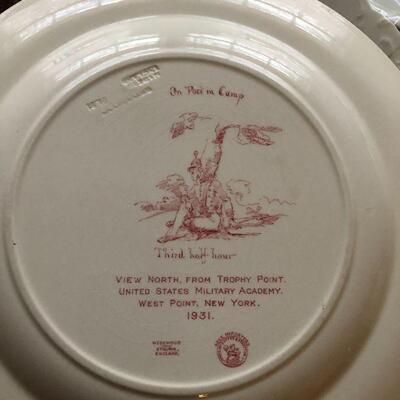 On Post in Camp
Third half hour
VIEW NORTH, FROM TROPHY POINT.
UNITED STATES MILITARY ACADEMY.
WEST POINT, NEW YORK.
1931.
WEDGWOOD
ETRURIA.
ENGLAND.